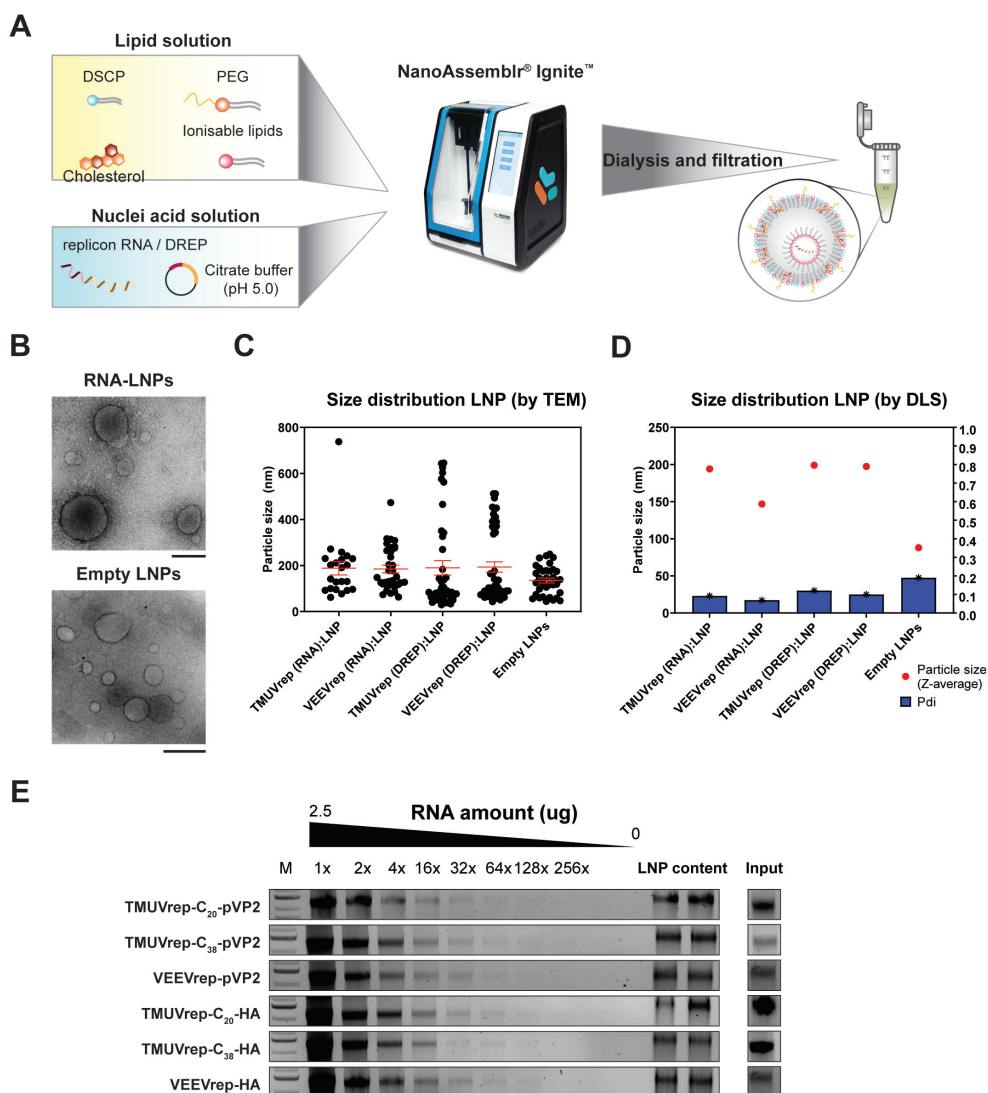 A
Lipid solution
DSCP
PEG
Ionisable lipids
Cholesterol
Nuclei acid solution
replicon RNA / DREP
Citrate buffer
(pH 5.0)
NanoAssemblr® Ignite™
Dialysis and filtration
B
RNA-LNPs
Empty LNPs
C
Size distribution LNP (by TEM)
Particle size (nm)
800
600
400
200
0
TMUVrep (RNA):LNP
VEEVrep (RNA):LNP
TMUVrep (DREP):LNP
VEEVrep (DREP):LNP
Empty LNPs
D
Size distribution LNP (by DLS)
Particle size (nm)
250
200
150
100
50
0
1.0
0.9
0.8
0.7
0.6
0.5
0.4
0.3
0.2
0.1
0.0
TMUVrep (RNA):LNP
VEEVrep (RNA):LNP
TMUVrep (DREP):LNP
VEEVrep (DREP):LNP
Empty LNPs
Particle size
(Z-average)
Pdi
E
2.5 RNA amount (ug) 0
M 1x 2x 4x 16x 32x 64x 128x 256x LNP content Input
TMUVrep-C20-pVP2
TMUVrep-C38-pVP2
VEEVrep-pVP2
TMUVrep-C20-HA
TMUVrep-C38-HA
VEEVrep-HA